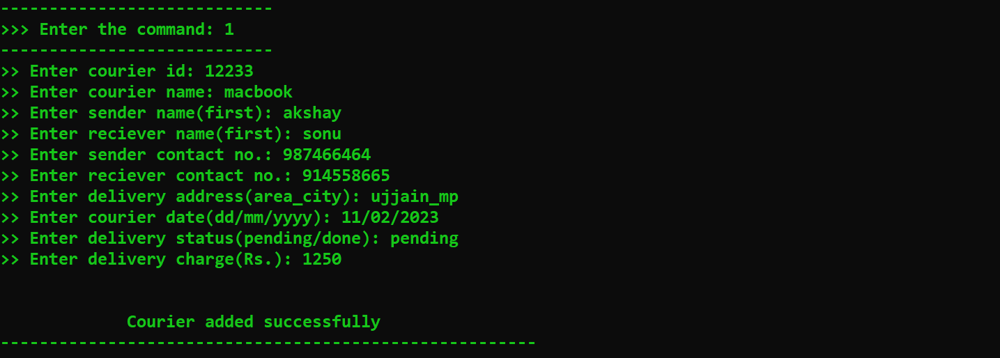 ----------------------------
>>> Enter the command: 1
----------------------------
>> Enter courier id: 12233
>> Enter courier name: macbook
>> Enter sender name(first): akshay
>> Enter reciever name(first): sonu
>> Enter sender contact no.: 987466464
>> Enter reciever contact no.: 914558665
>> Enter delivery address(area_city): ujjain_mp
>> Enter courier date(dd/mm/yyyy): 11/02/2023
>> Enter delivery status(pending/done): pending
>> Enter delivery charge(Rs.): 1250
Courier added successfully
-------------------------------------------------------